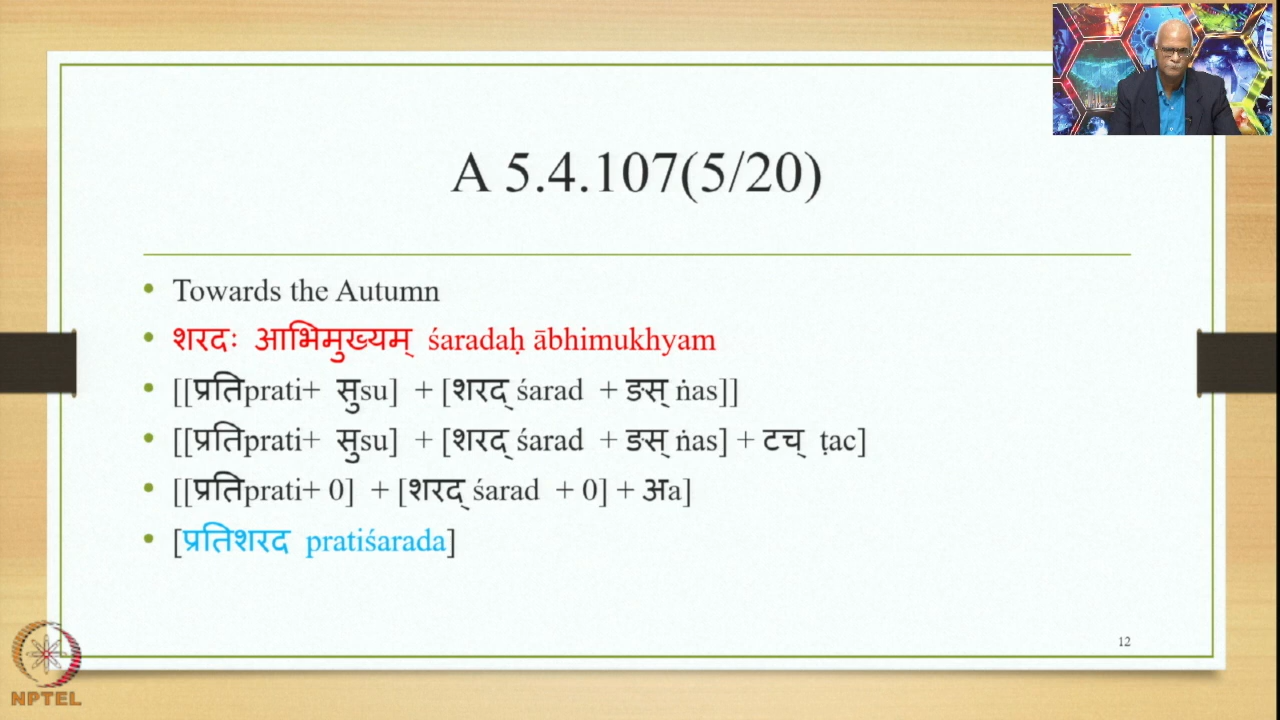 A 5.4.107(5/20)
• Towards the Autumn
• शरदः आभिमुख्यम् śaradaḥ ābhimukhyam
• [[प्रतिprati+ सुsu] + [शरद् śarad + ङस् ṅas]]
• [[प्रतिprati+ सुsu] + [शरद् śarad + ङस् ṅas] + टच् ṭac]
• [[प्रतिprati+ 0] + [शरद् śarad + 0] + अa]
• [प्रतिशरद pratiśarada]
12
NPTEL